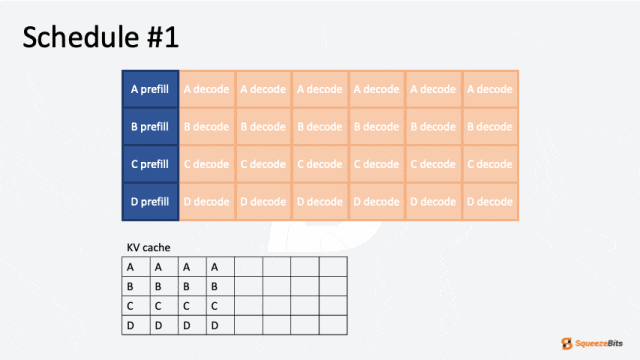 Schedule #1
A prefill A decode A decode A decode A decode A decode A decode
B prefill B decode B decode B decode B decode B decode B decode
C prefill C decode C decode C decode C decode C decode C decode
D prefill D decode D decode D decode D decode D decode D decode
KV cache
A A A A
B B B B
C C C C
D D D D
SqueezeBits